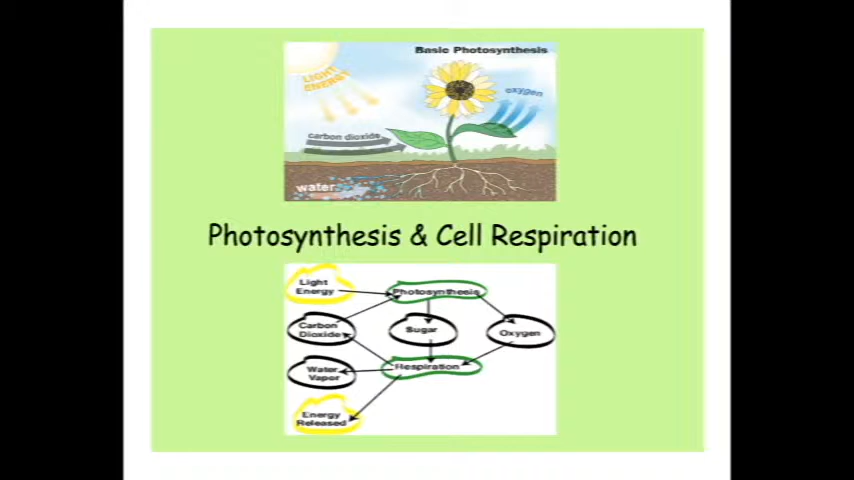 Basic Photosynthesis
LIGHT
ENERGY
oxygen
carbon dioxide
water
Photosynthesis & Cell Respiration
Light
Energy
Photosynthesis
Carbon
Dioxide
Sugar
Oxygen
Water
Vapor
Respiration
Energy
Released